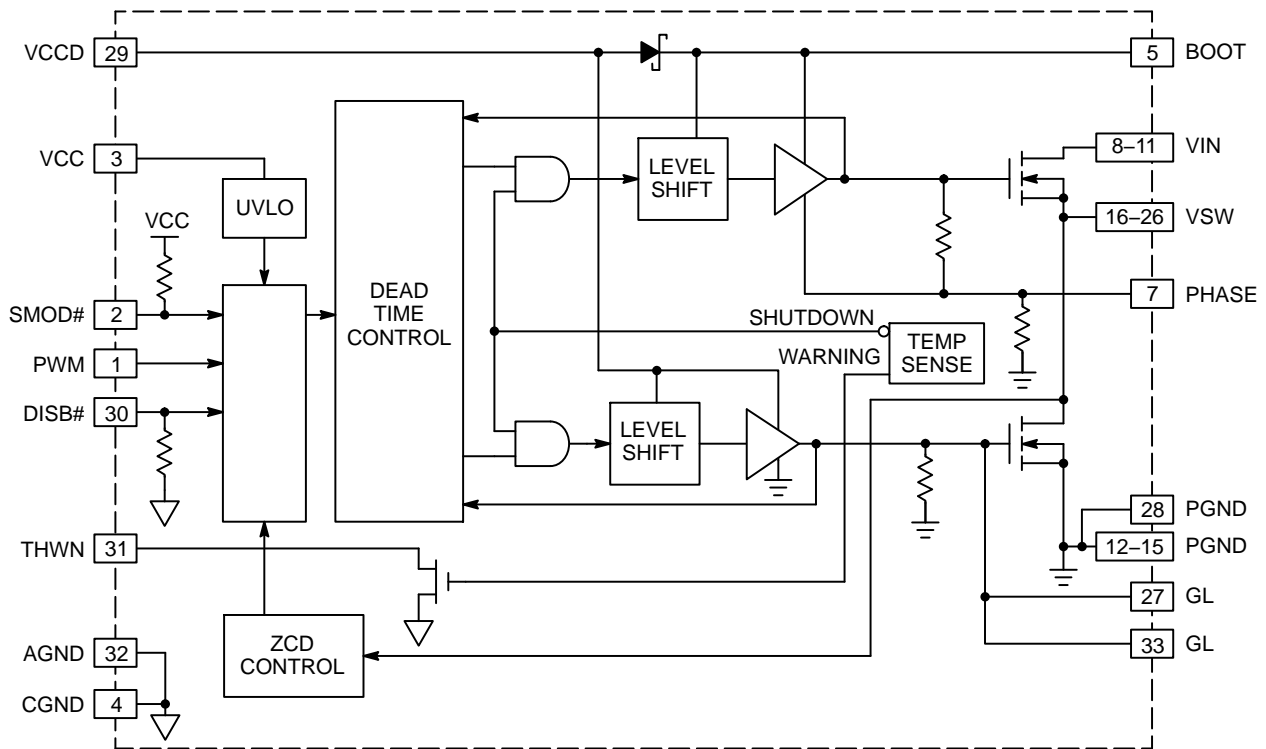 VCCD 29
5 BOOT
VCC 3
8–11 VIN
LEVEL
SHIFT
UVLO
VCC
16–26 VSW
DEAD
TIME
CONTROL
7 PHASE
SMOD# 2
SHUTDOWN
TEMP
SENSE
WARNING
PWM 1
DISB# 30
LEVEL
SHIFT
28 PGND
THWN 31
12–15 PGND
27 GL
ZCD
CONTROL
33 GL
AGND 32
CGND 4